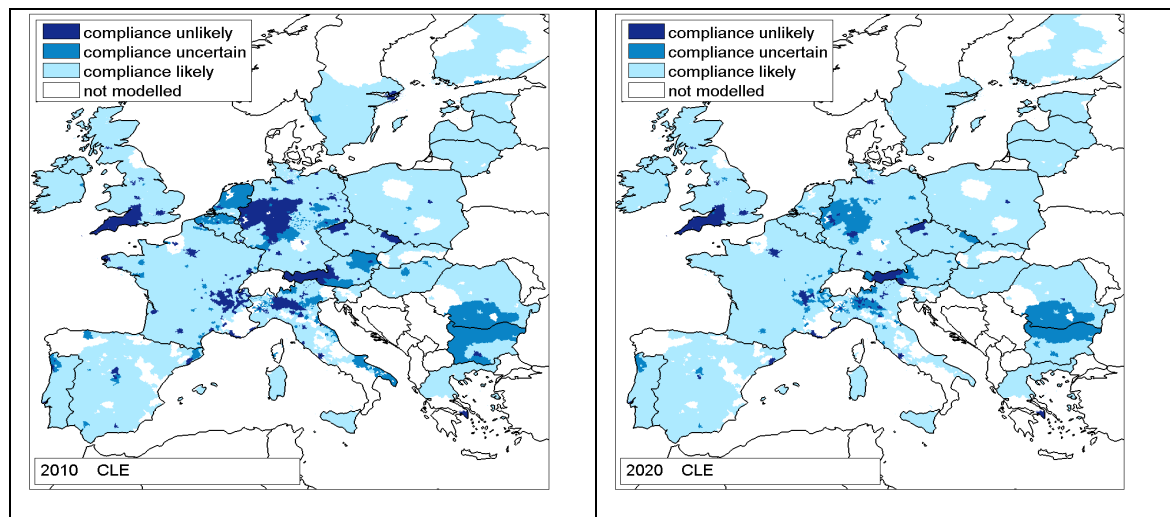 compliance unlikely
compliance uncertain
compliance likely
not modelled
2010 CLE
compliance unlikely
compliance uncertain
compliance likely
not modelled
2020 CLE